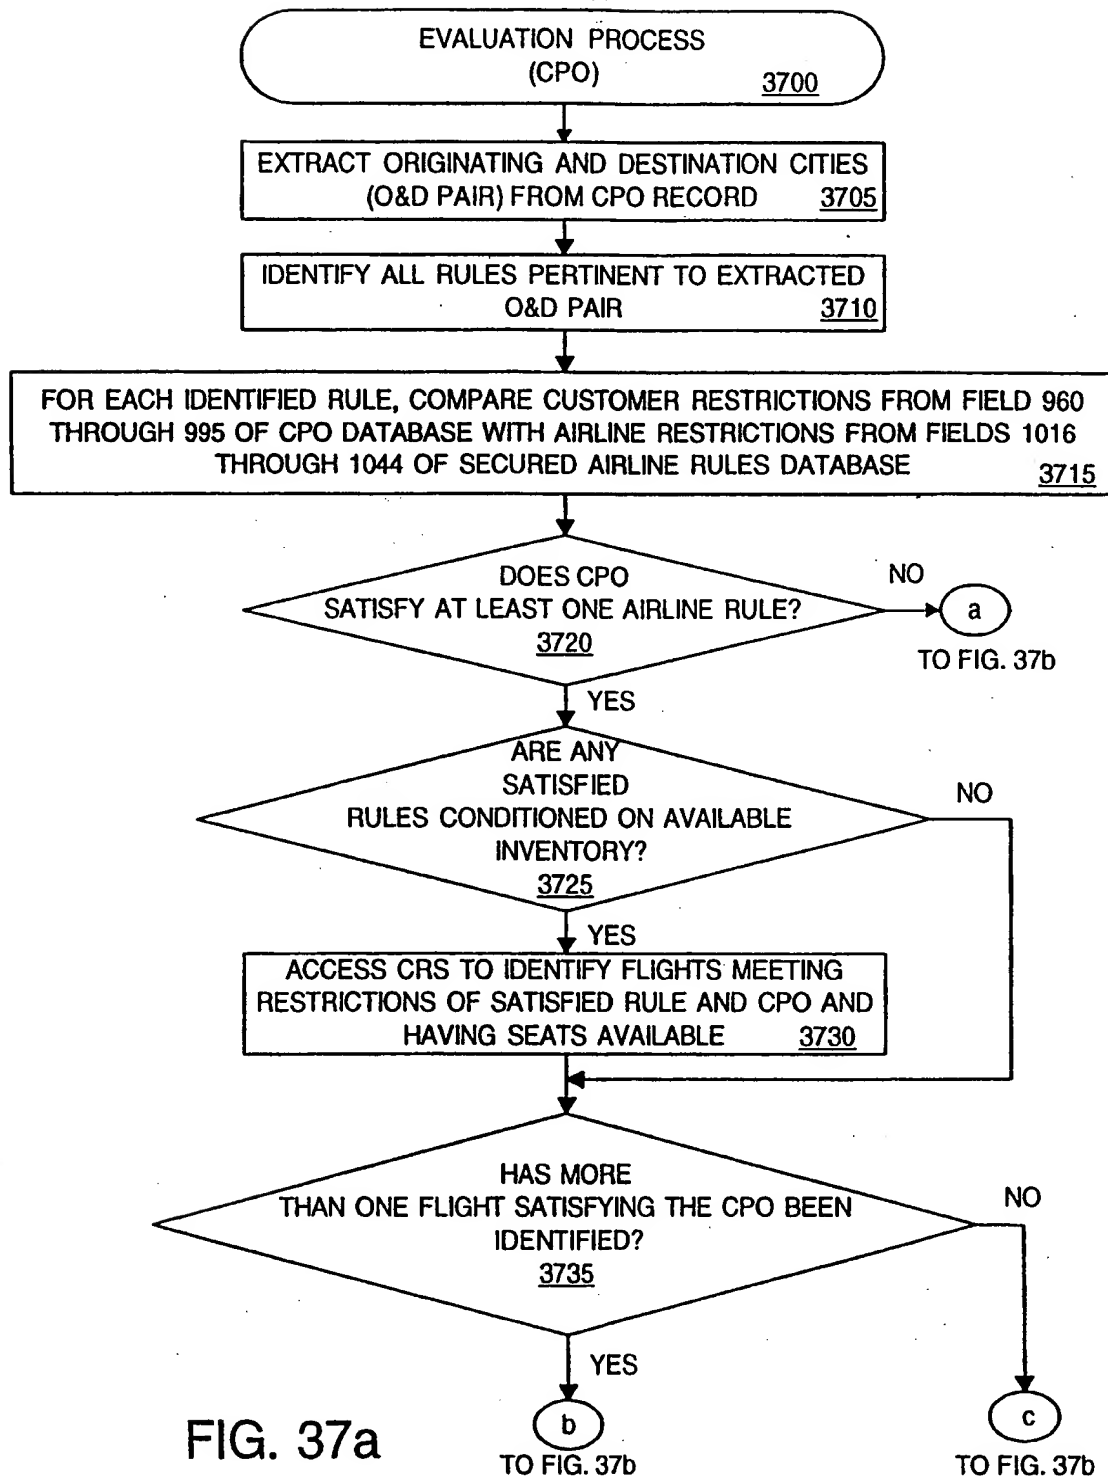 EVALUATION PROCESS
(CPO)
3700
EXTRACT ORIGINATING AND DESTINATION CITIES
(O&D PAIR) FROM CPO RECORD 3705
IDENTIFY ALL RULES PERTINENT TO EXTRACTED
O&D PAIR 3710
FOR EACH IDENTIFIED RULE, COMPARE CUSTOMER RESTRICTIONS FROM FIELD 960
THROUGH 995 OF CPO DATABASE WITH AIRLINE RESTRICTIONS FROM FIELDS 1016
THROUGH 1044 OF SECURED AIRLINE RULES DATABASE 3715
DOES CPO
SATISFY AT LEAST ONE AIRLINE RULE?
3720
NO
a
TO FIG. 37b
YES
ARE ANY
SATISFIED
RULES CONDITIONED ON AVAILABLE
INVENTORY?
3725
NO
YES
ACCESS CRS TO IDENTIFY FLIGHTS MEETING
RESTRICTIONS OF SATISFIED RULE AND CPO AND
HAVING SEATS AVAILABLE 3730
HAS MORE
THAN ONE FLIGHT SATISFYING THE CPO BEEN
IDENTIFIED?
3735
NO
YES
b
TO FIG. 37b
c
TO FIG. 37b
FIG. 37a